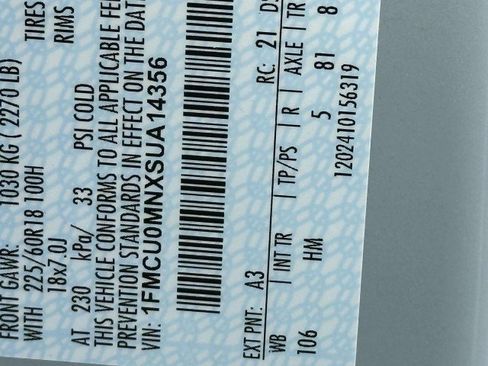 FRONT GAWR: 1030 KG ( 2270 LB) TIRES
WITH 225/60R18 100H RIMS
18x7.0J
AT 230 kPa/ 33 PSI COLD
THIS VEHICLE CONFORMS TO ALL APPLICABLE FE
PREVENTION STANDARDS IN EFFECT ON THE DAT
VIN: 1FMCU0MNXSUA14356
EXT PNT: A3 RC: 21 DS
WB INT TR TP/PS R AXLE TR
106 HM 5 81 8
1202410156319